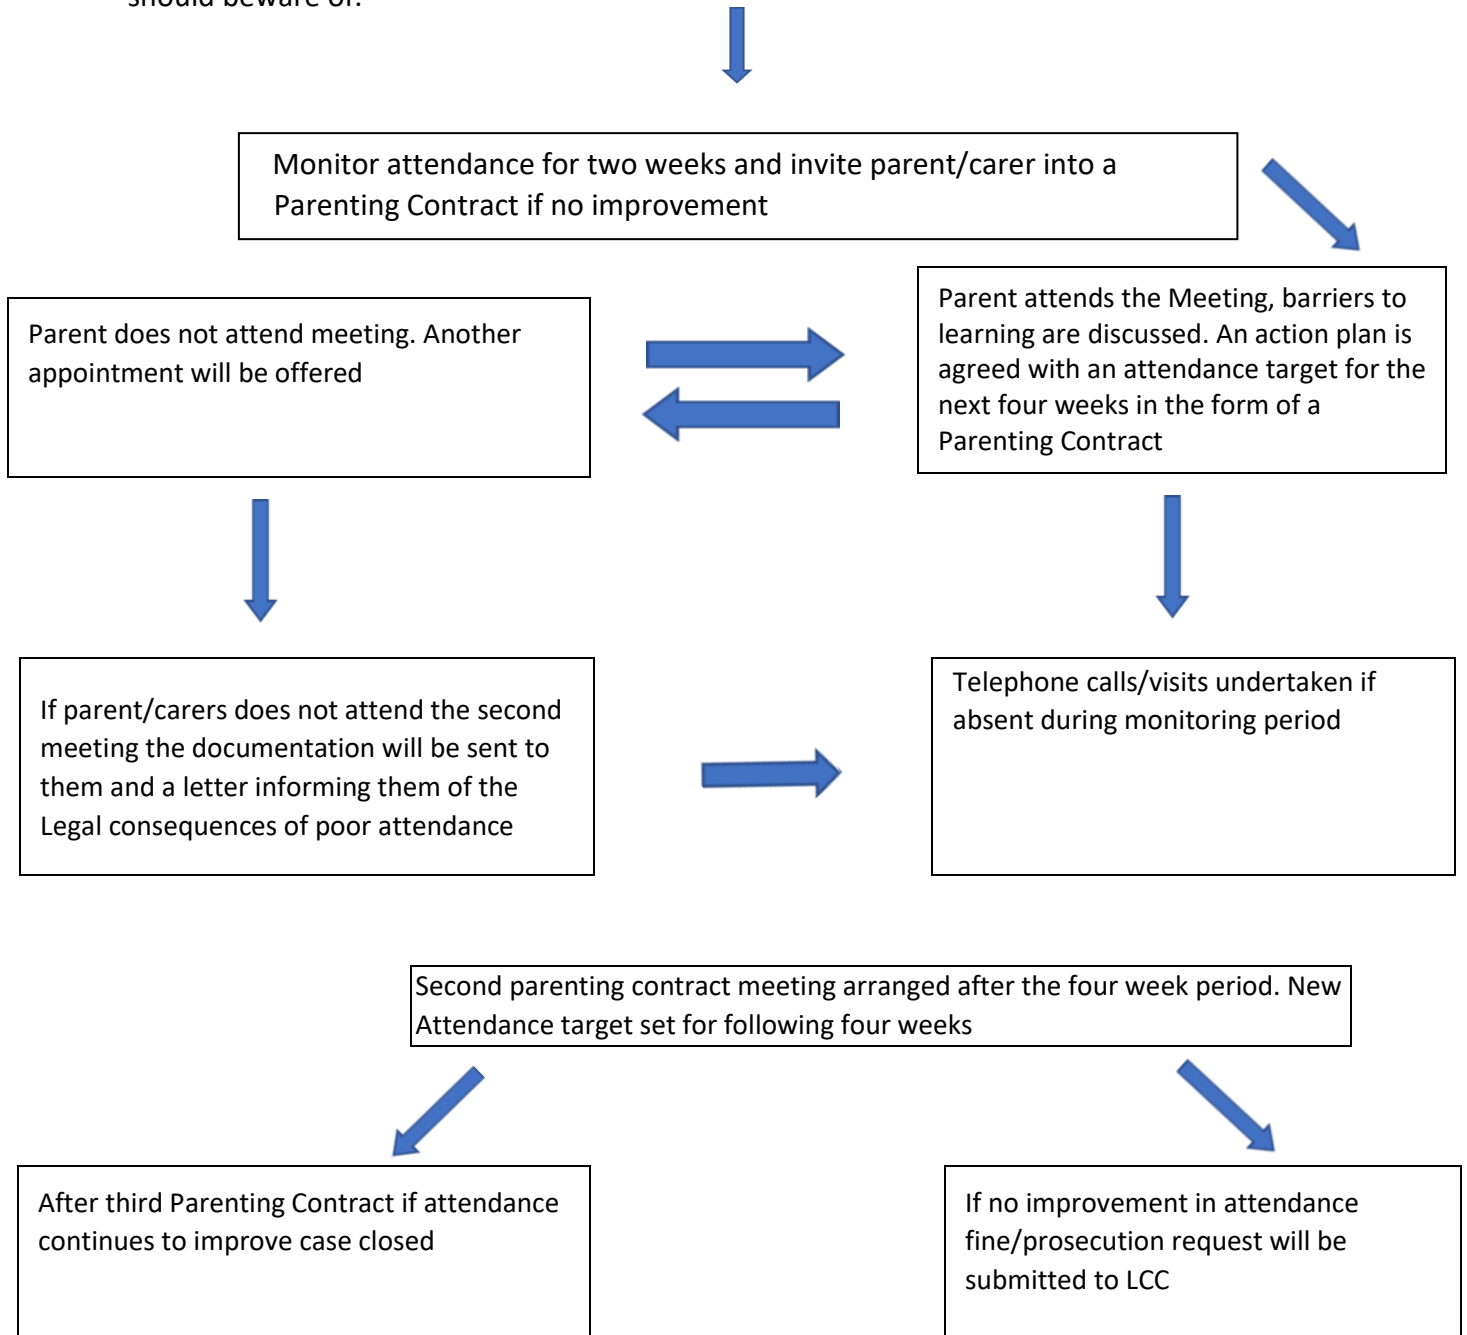 should beware of.
Monitor attendance for two weeks and invite parent/carer into a
Parenting Contract if no improvement
Parent does not attend meeting. Another
appointment will be offered
Parent attends the Meeting, barriers to
learning are discussed. An action plan is
agreed with an attendance target for the
next four weeks in the form of a
Parenting Contract
If parent/carers does not attend the second
meeting the documentation will be sent to
them and a letter informing them of the
Legal consequences of poor attendance
Telephone calls/visits undertaken if
absent during monitoring period
Second parenting contract meeting arranged after the four week period. New
Attendance target set for following four weeks
After third Parenting Contract if attendance
continues to improve case closed
If no improvement in attendance
fine/prosecution request will be
submitted to LCC